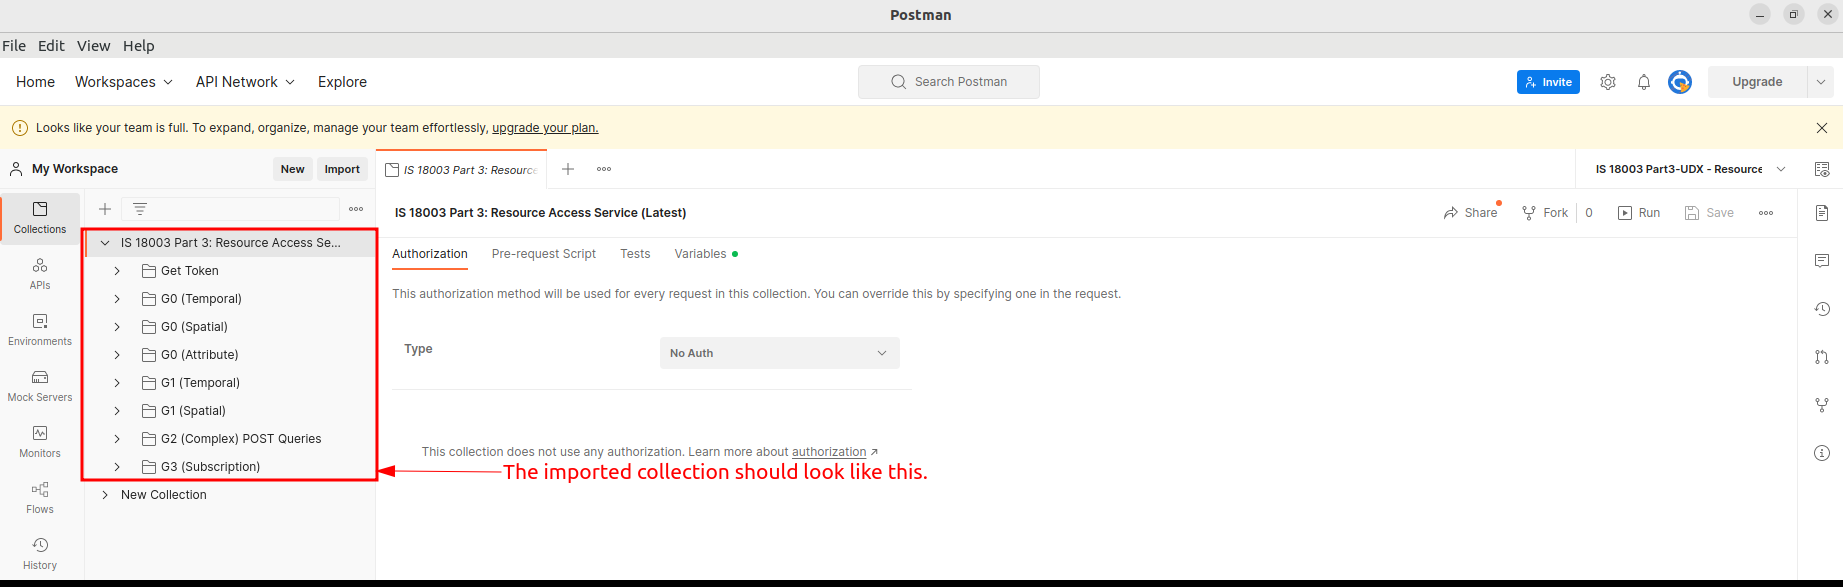 Postman
File Edit View Help
Home Workspaces API Network Explore Search Postman Invite Upgrade
Looks like your team is full. To expand, organize, manage your team effortlessly, upgrade your plan.
My Workspace New Import IS 18003 Part 3: Resource IS 18003 Part3-UDX - Resource
IS 18003 Part 3: Resource Access Service (Latest) Share Fork 0 Run Save
Collections
IS 18003 Part 3: Resource Access Se...
Authorization Pre-request Script Tests Variables
Get Token
APIs
This authorization method will be used for every request in this collection. You can override this by specifying one in the request.
G0 (Temporal)
G0 (Spatial)
Environments
Type No Auth
G0 (Attribute)
G1 (Temporal)
Mock Servers
G1 (Spatial)
G2 (Complex) POST Queries
Monitors
This collection does not use any authorization. Learn more about authorization
G3 (Subscription)
The imported collection should look like this.
New Collection
Flows
History